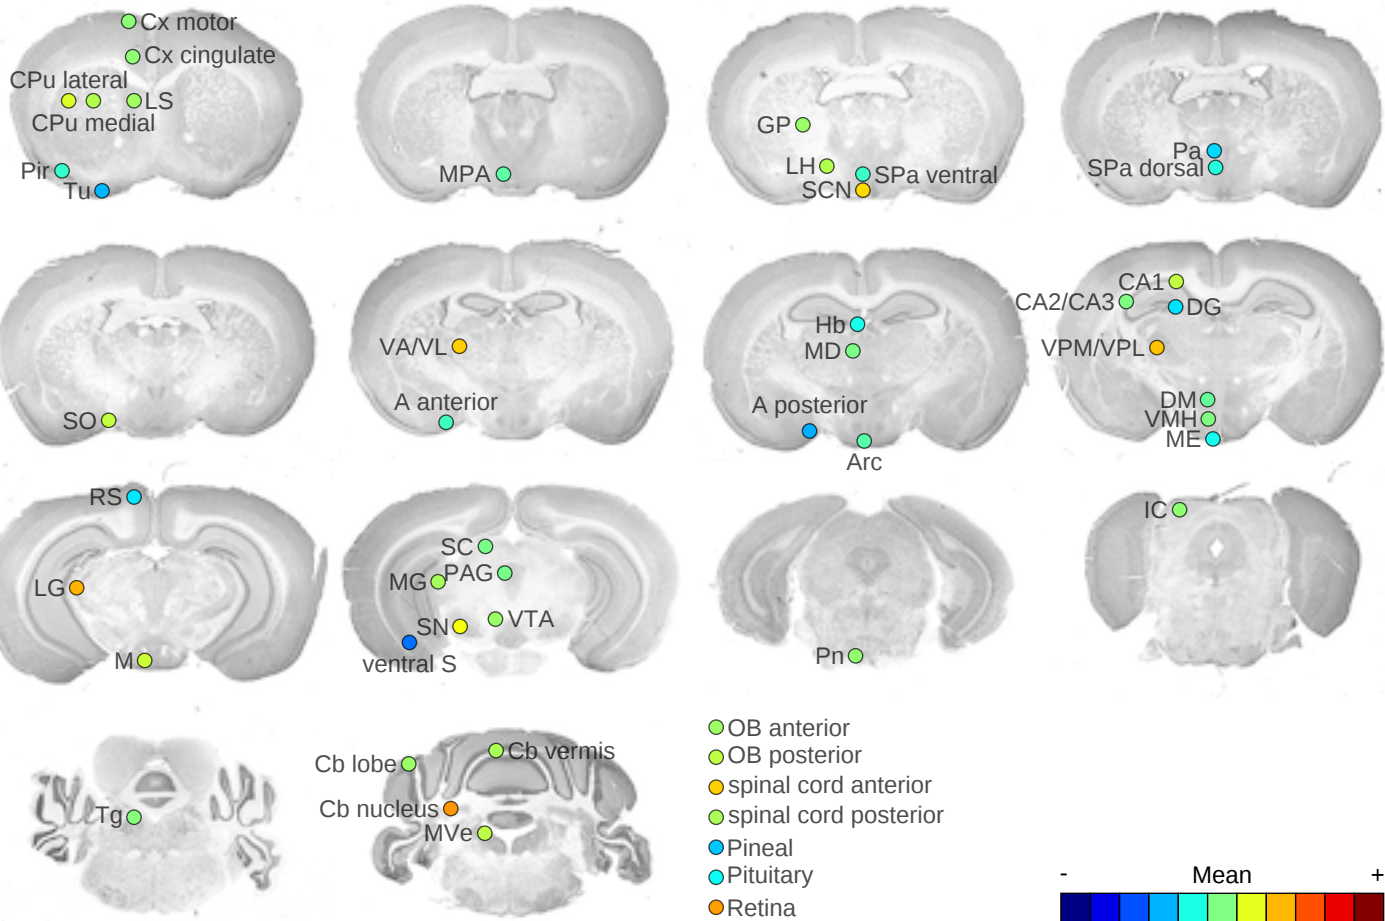 Cx motor
Cx cingulate
CPu lateral
LS
CPu medial
Pir
Tu
MPA
GP
LH
SPa ventral
SCN
Pa
SPa dorsal
SO
VA/VL
A anterior
Hb
MD
A posterior
Arc
CA1
CA2/CA3
DG
VPM/VPL
DM
VMH
ME
RS
LG
M
SC
PAG
MG
VTA
SN
ventral S
Pn
IC
Tg
Cb vermis
Cb lobe
Cb nucleus
MVe
OB anterior
OB posterior
spinal cord anterior
spinal cord posterior
Pineal
Pituitary
Retina
- Mean +